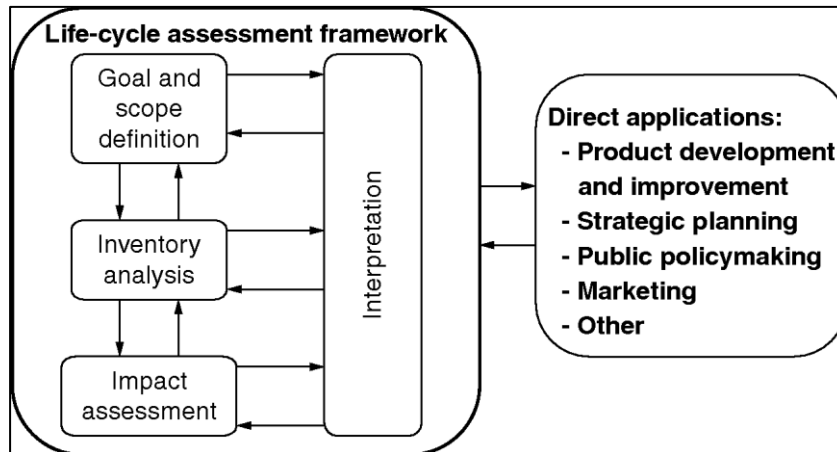 Life-cycle assessment framework
Goal and
scope
definition
Inventory
analysis
Impact
assessment
Interpretation
Direct applications:
- Product development
and improvement
- Strategic planning
- Public policymaking
- Marketing
- Other